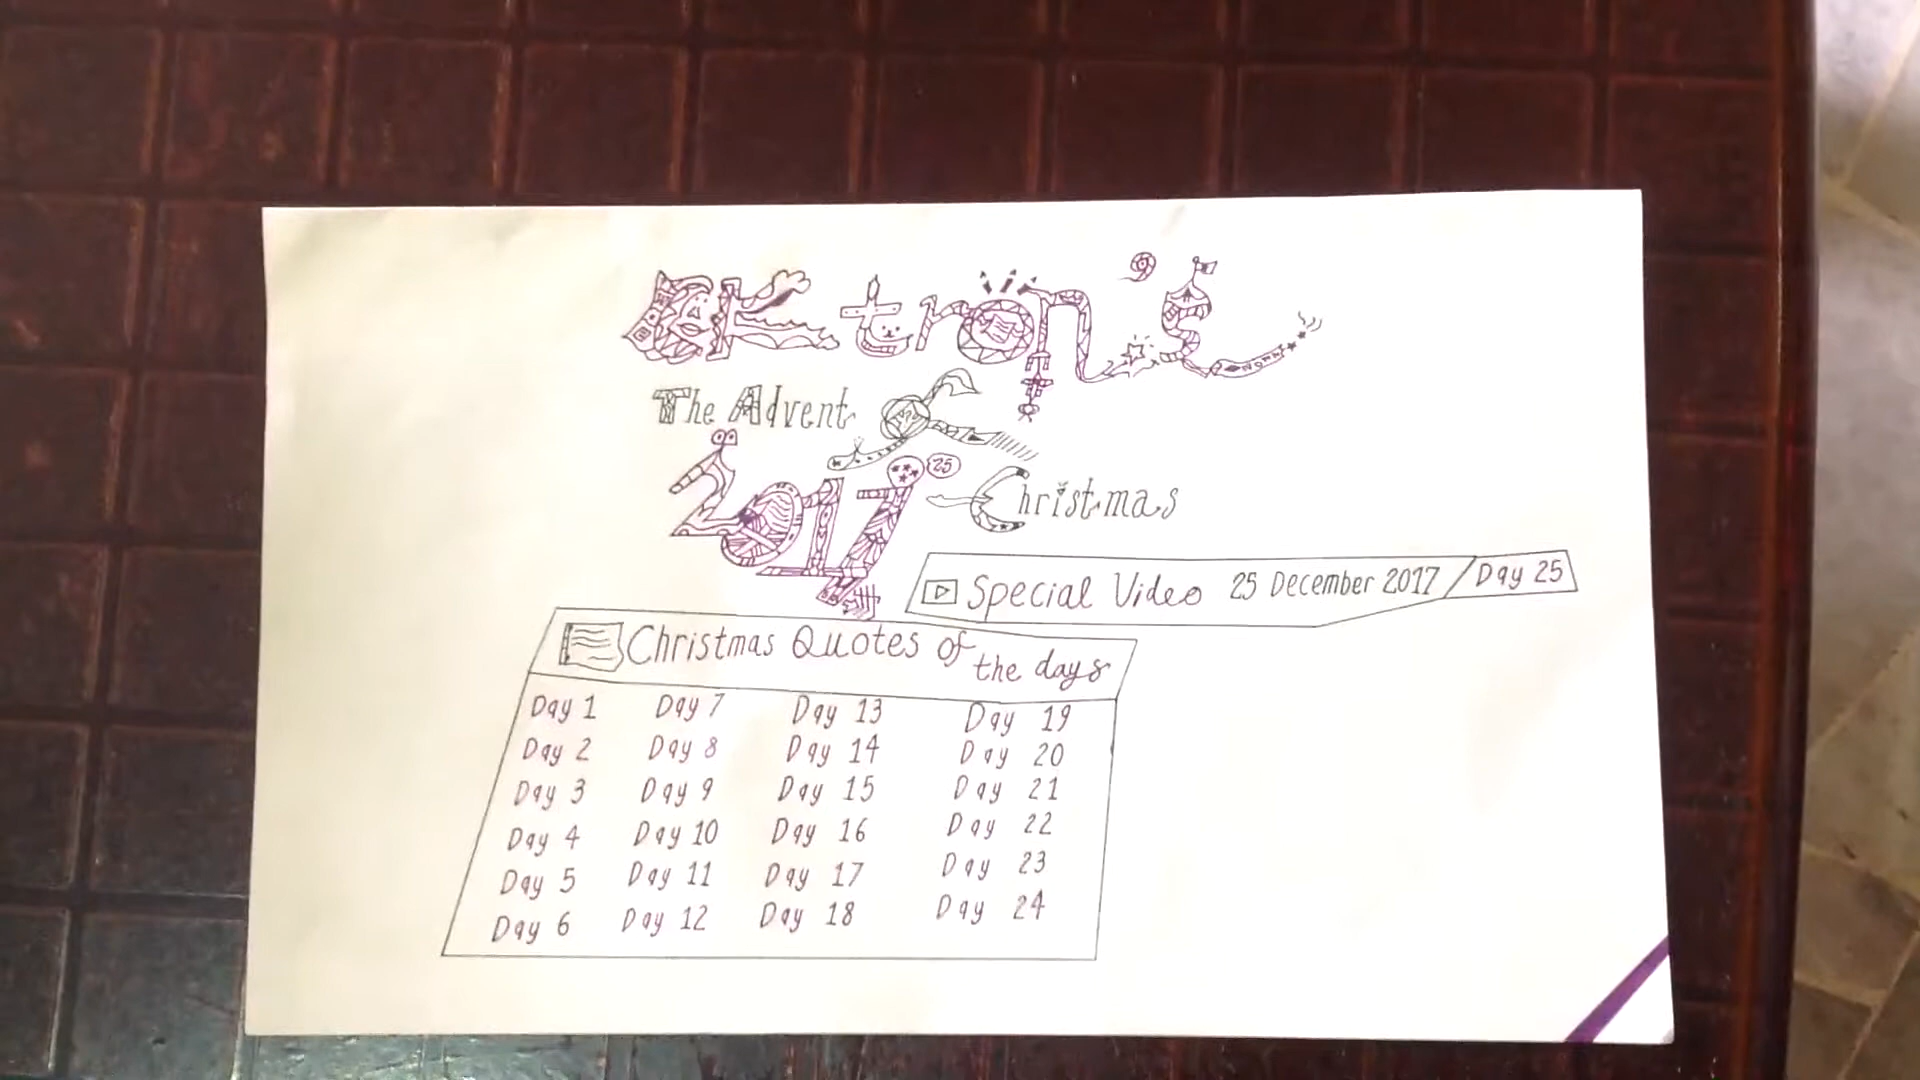 Ktron's
The Advent
2017 25 Christmas
Special Video 25 December 2017 Day 25
Christmas Quotes of the days
Day 1 Day 7 Day 13 Day 19
Day 2 Day 8 Day 14 Day 20
Day 3 Day 9 Day 15 Day 21
Day 4 Day 10 Day 16 Day 22
Day 5 Day 11 Day 17 Day 23
Day 6 Day 12 Day 18 Day 24